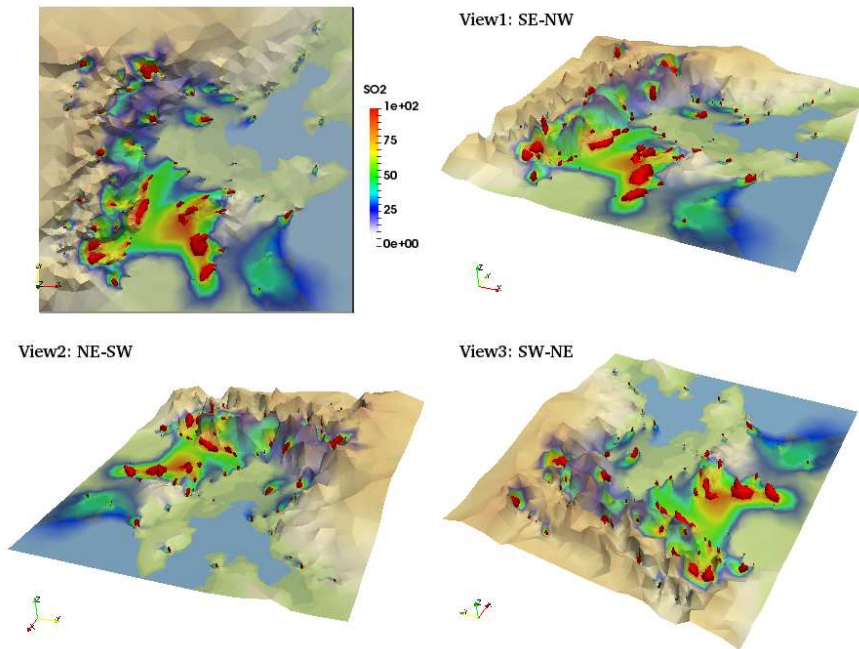 View1: SE-NW
SO2
1e+02
75
50
25
0e+00
Y
Z
X
Z
Y
X
View2: NE-SW
View3: SW-NE
Z
Y
X
Z
Y
X